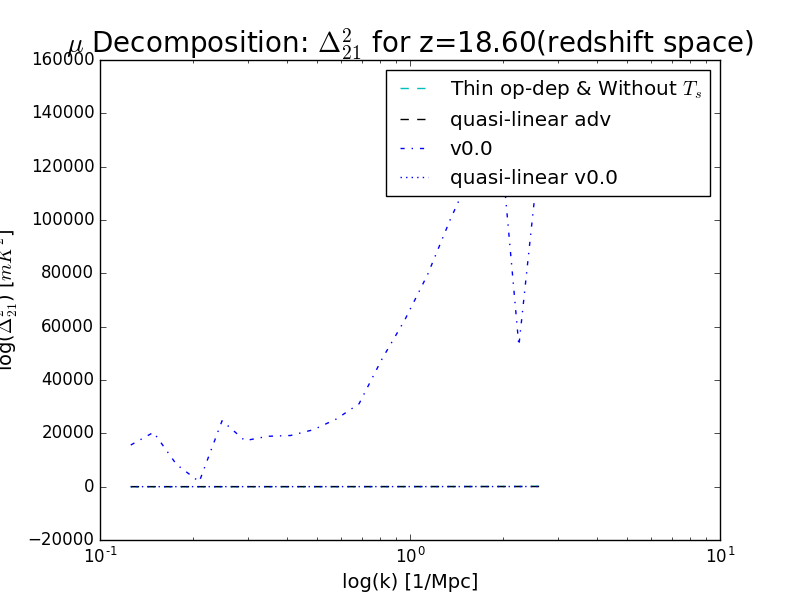 μ Decomposition: Δ²₂₁ for z=18.60(redshift space)
160000
140000
120000
100000
80000
60000
40000
20000
0
−20000
log(Δ²₂₁) [mK²]
Thin op-dep & Without Tₛ
quasi-linear adv
v0.0
quasi-linear v0.0
10⁻¹
10⁰
10¹
log(k) [1/Mpc]